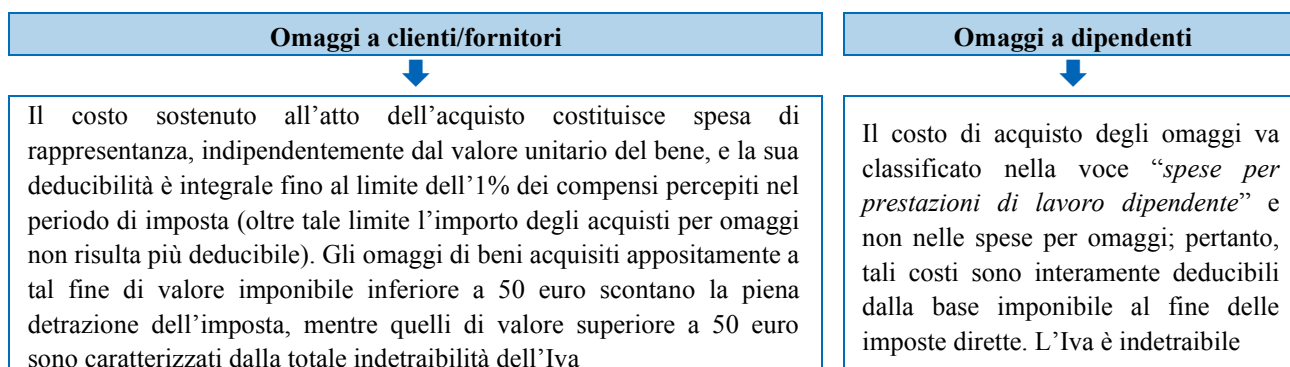 Omaggi a clienti/fornitori
Il costo sostenuto all’atto dell’acquisto costituisce spesa di
rappresentanza, indipendentemente dal valore unitario del bene, e la sua
deducibilità è integrale fino al limite dell’1% dei compensi percepiti nel
periodo di imposta (oltre tale limite l’importo degli acquisti per omaggi
non risulta più deducibile). Gli omaggi di beni acquisiti appositamente a
tal fine di valore imponibile inferiore a 50 euro scontano la piena
detrazione dell’imposta, mentre quelli di valore superiore a 50 euro
sono caratterizzati dalla totale indetraibilità dell’Iva
Omaggi a dipendenti
Il costo di acquisto degli omaggi va
classificato nella voce “spese per
prestazioni di lavoro dipendente” e
non nelle spese per omaggi; pertanto,
tali costi sono interamente deducibili
dalla base imponibile al fine delle
imposte dirette. L’Iva è indetraibile